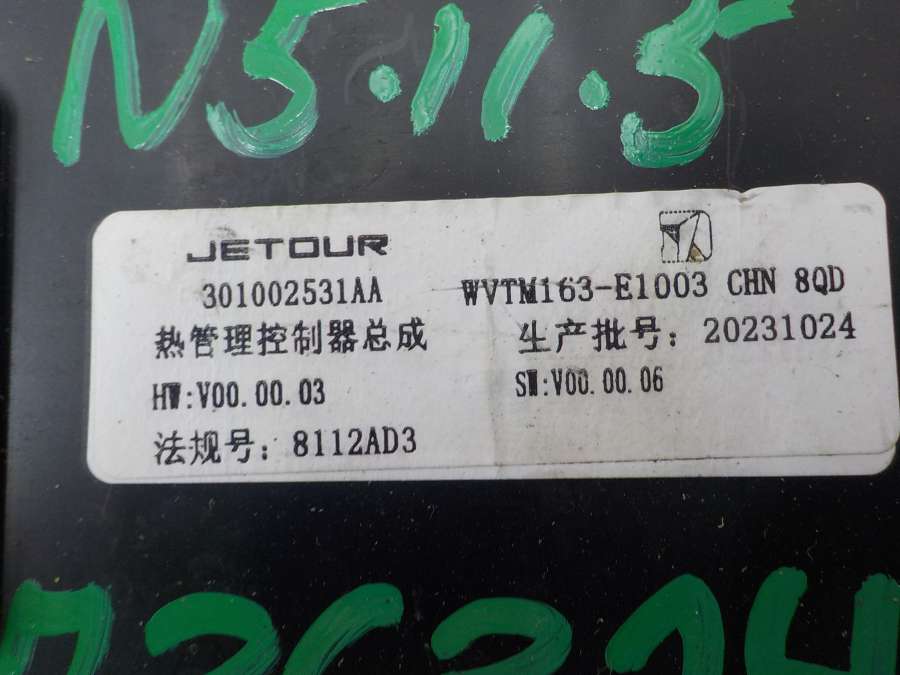 N5.11.5
JETOUR
301002531AA WVTM163-E1003 CHN 8QD
热管理控制器总成 生产批号：20231024
HW:V00.00.03 SW:V00.00.06
法规号：8112AD3